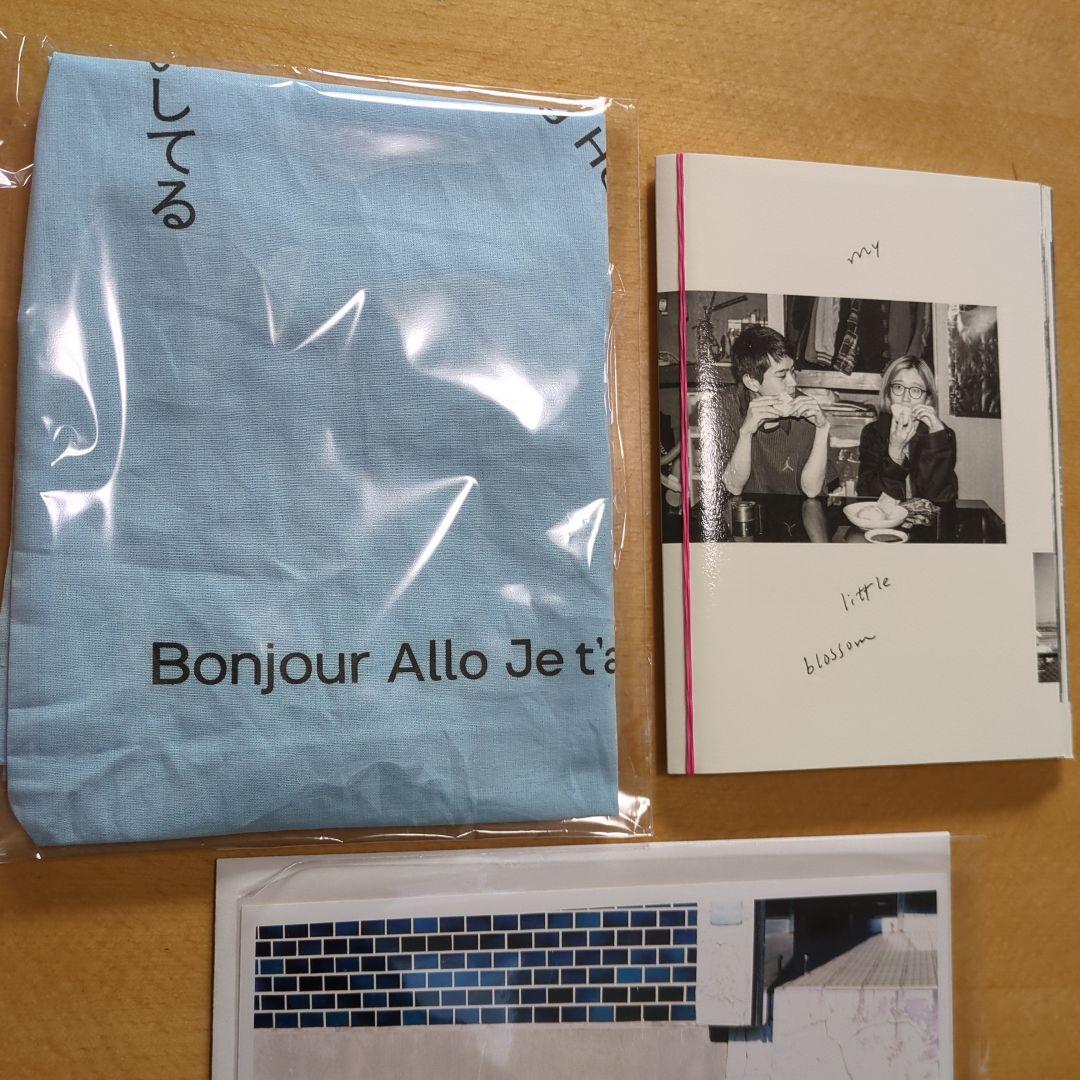 してる
Bonjour Allo Je t'a
my
little
blossom